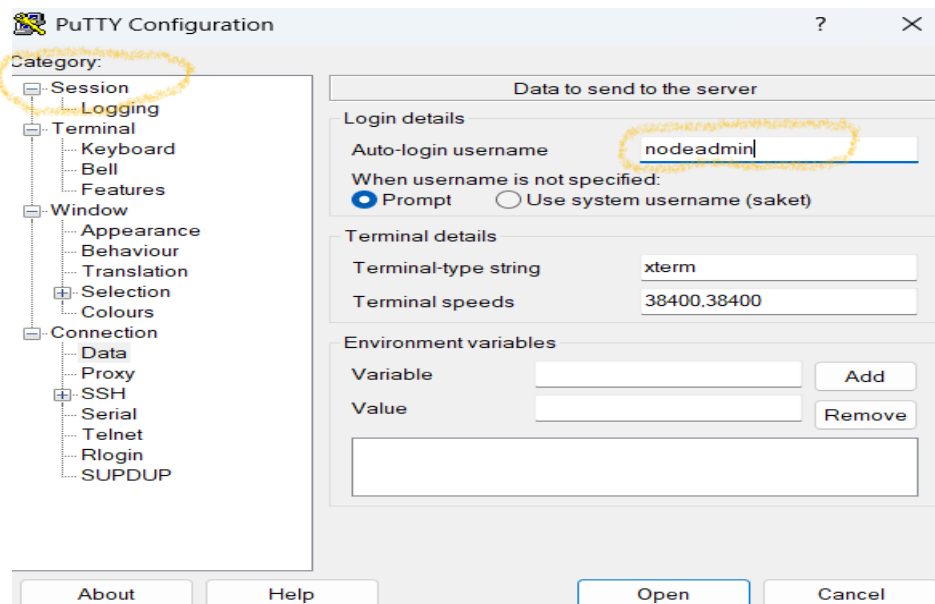 PuTTY Configuration ? ×
Category:
Session
Logging
Terminal
Keyboard
Bell
Features
Window
Appearance
Behaviour
Translation
Selection
Colours
Connection
Data
Proxy
SSH
Serial
Telnet
Rlogin
SUPDUP
Data to send to the server
Login details
Auto-login username nodeadmin
When username is not specified:
Prompt Use system username (saket)
Terminal details
Terminal-type string xterm
Terminal speeds 38400,38400
Environment variables
Variable Add
Value Remove
About Help Open Cancel